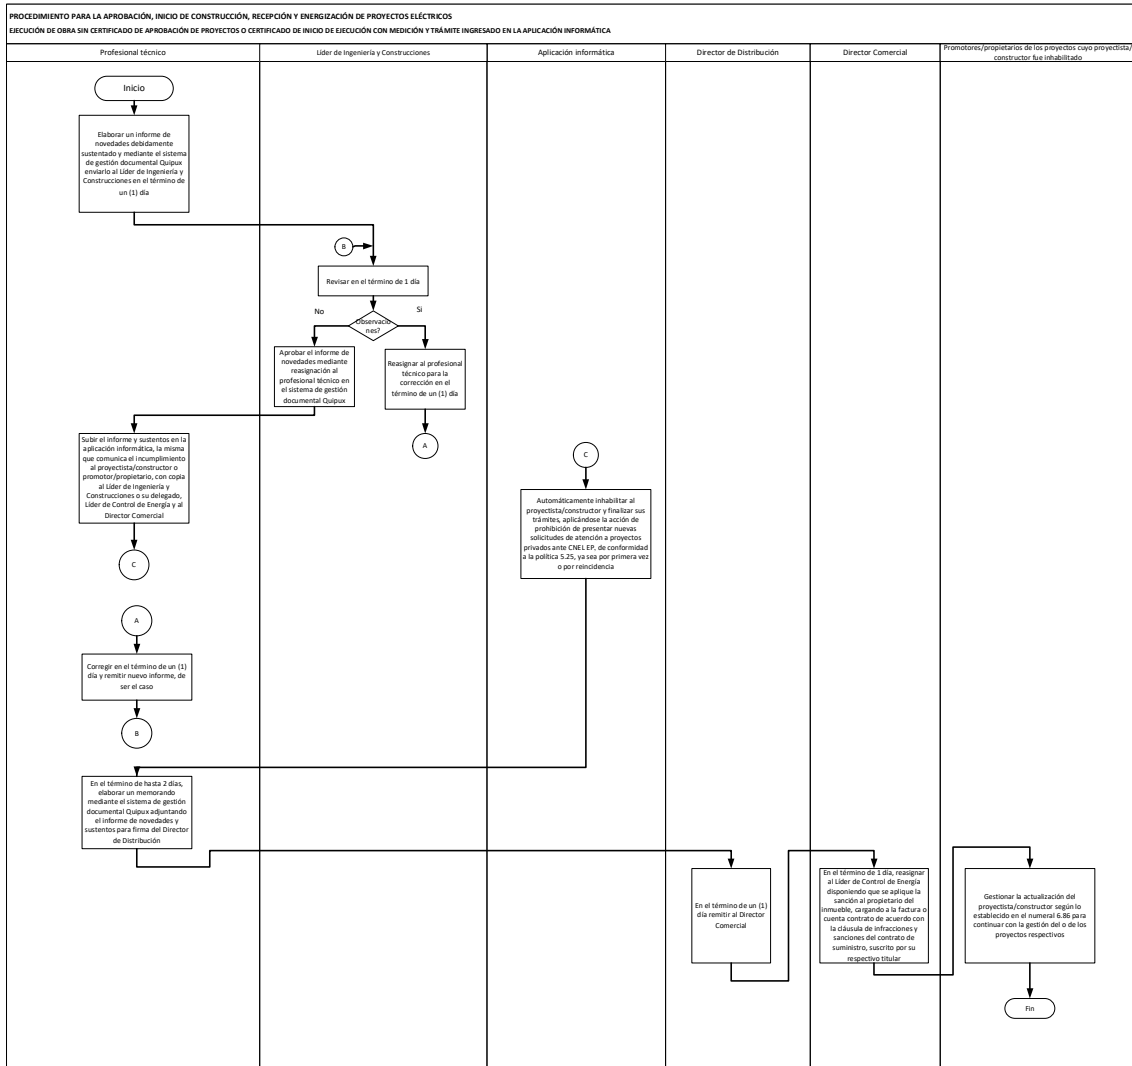 PROCEDIMIENTO PARA LA APROBACIÓN, INICIO DE CONSTRUCCIÓN, RECEPCIÓN Y ENERGIZACIÓN DE PROYECTOS ELÉCTRICOS
EJECUCIÓN DE OBRA SIN CERTIFICADO DE APROBACIÓN DE PROYECTOS O CERTIFICADO DE INICIO DE EJECUCIÓN CON MEDICIÓN Y TRÁMITE INGRESADO EN LA APLICACIÓN INFORMÁTICA
Profesional técnico
Líder de Ingeniería y Construcciones
Aplicación informática
Director de Distribución
Director Comercial
Promotores/propietarios de los proyectos cuyo proyectista/
constructor fue inhabilitado
Inicio
Elaborar un informe de
novedades debidamente
sustentado y mediante el sistema
de gestión documental Quipux
enviarlo al Líder de Ingeniería y
Construcciones en el término de
un (1) día
B
Revisar en el término de 1 día
No
Si
Observacio
nes?
Aprobar el informe de
novedades mediante
reasignación al
profesional técnico en
el sistema de gestión
documental Quipux
Reasignar al profesional
técnico para la
corrección en el
término de un (1) día
A
Subir el informe y sustentos en la
aplicación informática, la misma
que comunica el incumplimiento
al proyectista/constructor o
promotor/propietario, con copia
al Líder de Ingeniería y
Construcciones o su delegado,
Líder de Control de Energía y al
Director Comercial
C
C
Automáticamente inhabilitar al
proyectista/constructor y finalizar sus
trámites, aplicándose la acción de
prohibición de presentar nuevas
solicitudes de atención a proyectos
privados ante CNEL EP, de conformidad
a la política 5.25, ya sea por primera vez
o por reincidencia
A
Corregir en el término de un (1)
día y remitir nuevo informe, de
ser el caso
B
En el término de hasta 2 días,
elaborar un memorando
mediante el sistema de gestión
documental Quipux adjuntando
el informe de novedades y
sustentos para firma del Director
de Distribución
En el término de un (1)
día remitir al Director
Comercial
En el término de 1 día, reasignar
al Líder de Control de Energía
disponiendo que se aplique la
sanción al propietario del
inmueble, cargando a la factura o
cuenta contrato de acuerdo con
la cláusula de infracciones y
sanciones del contrato de
suministro, suscrito por su
respectivo titular
Gestionar la actualización del
proyectista/constructor según lo
establecido en el numeral 6.86 para
continuar con la gestión del o de los
proyectos respectivos
Fin